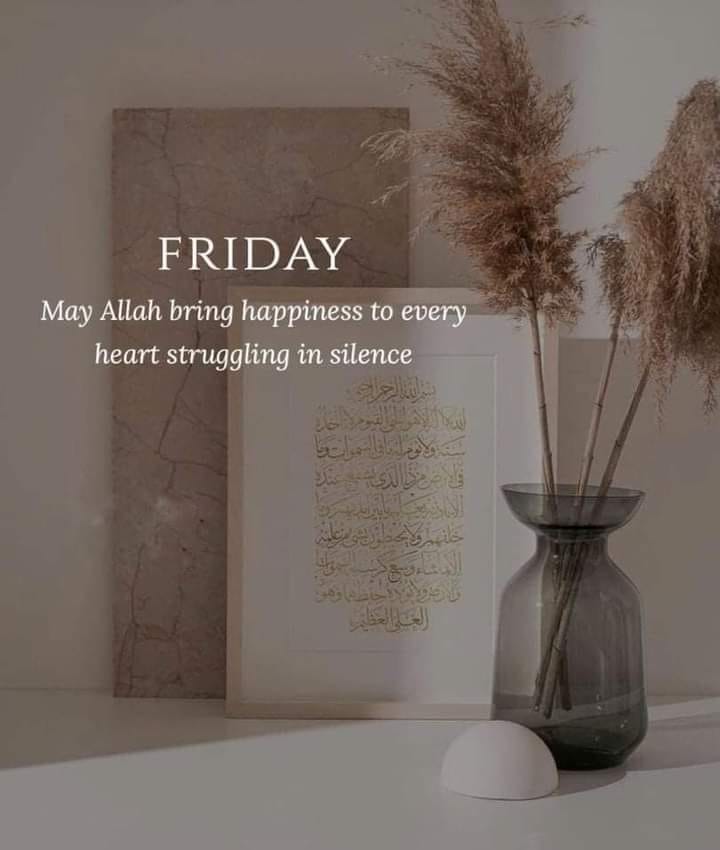 FRIDAY
May Allah bring happiness to every
heart struggling in silence
بسم الله الرحمن الرحيم
الله لا إله إلا هو الحي القيوم لا تأخذه
سنة ولا نوم له ما في السموات وما
في الأرض من ذا الذي يشفع عنده
إلا بإذنه يعلم ما بين أيديهم وما
خلفهم ولا يحيطون بشيء من علمه
إلا بما شاء وسع كرسيه السموات
والأرض ولا يؤده حفظهما وهو
العلي العظيم